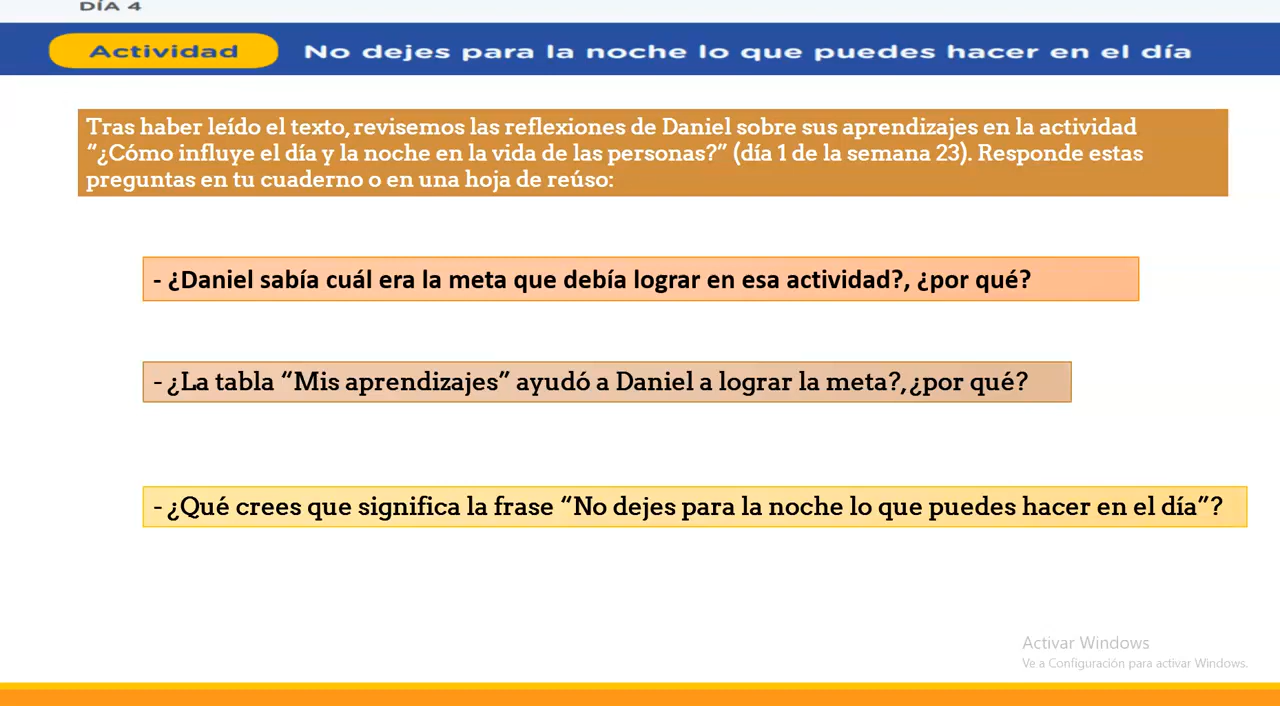 DÍA 4
Actividad No dejes para la noche lo que puedes hacer en el día
Tras haber leído el texto, revisemos las reflexiones de Daniel sobre sus aprendizajes en la actividad
“¿Cómo influye el día y la noche en la vida de las personas?” (día 1 de la semana 23). Responde estas
preguntas en tu cuaderno o en una hoja de reúso:
- ¿Daniel sabía cuál era la meta que debía lograr en esa actividad?, ¿por qué?
- ¿La tabla “Mis aprendizajes” ayudó a Daniel a lograr la meta?, ¿por qué?
- ¿Qué crees que significa la frase “No dejes para la noche lo que puedes hacer en el día”?
Activar Windows
Ve a Configuración para activar Windows.